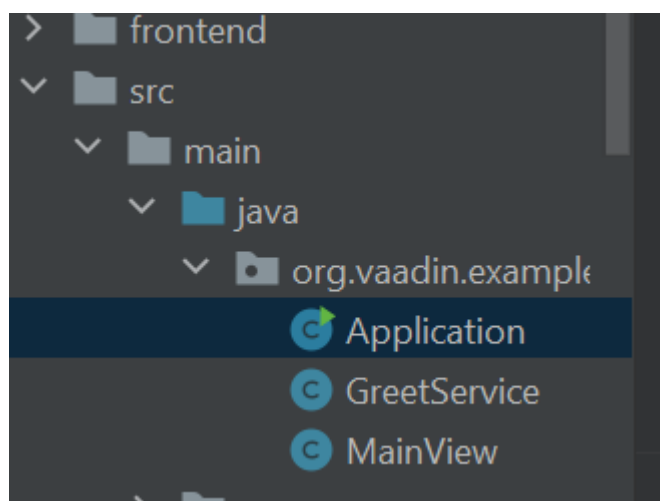 frontend
src
main
java
org.vaadin.example
Application
GreetService
MainView